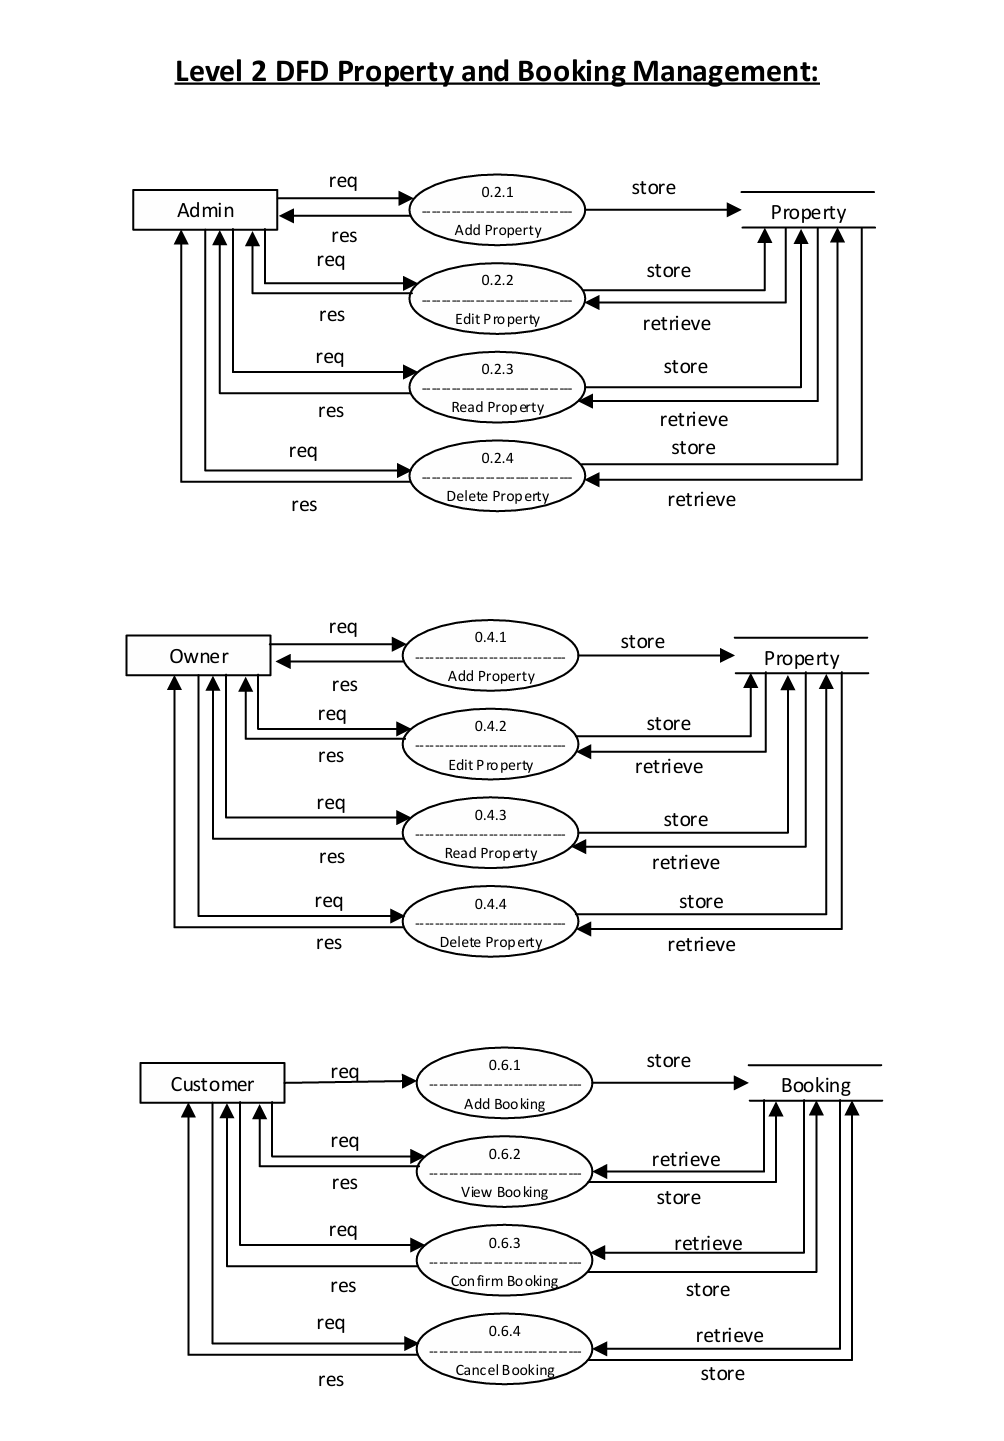 Level 2 DFD Property and Booking Management:
req
store
0.2.1
Admin
Property
Add Property
res
req
0.2.2
store
res
Edit Property
retrieve
req
0.2.3
store
res
Read Property
retrieve
req
0.2.4
store
res
Delete Property
retrieve
req
store
0.4.1
Owner
Property
Add Property
res
req
0.4.2
store
res
Edit Property
retrieve
req
0.4.3
store
res
Read Property
retrieve
req
0.4.4
store
res
Delete Property
retrieve
req
store
0.6.1
Customer
Booking
Add Booking
req
0.6.2
retrieve
res
View Booking
store
req
0.6.3
retrieve
res
Confirm Booking
store
req
0.6.4
retrieve
res
Cancel Booking
store